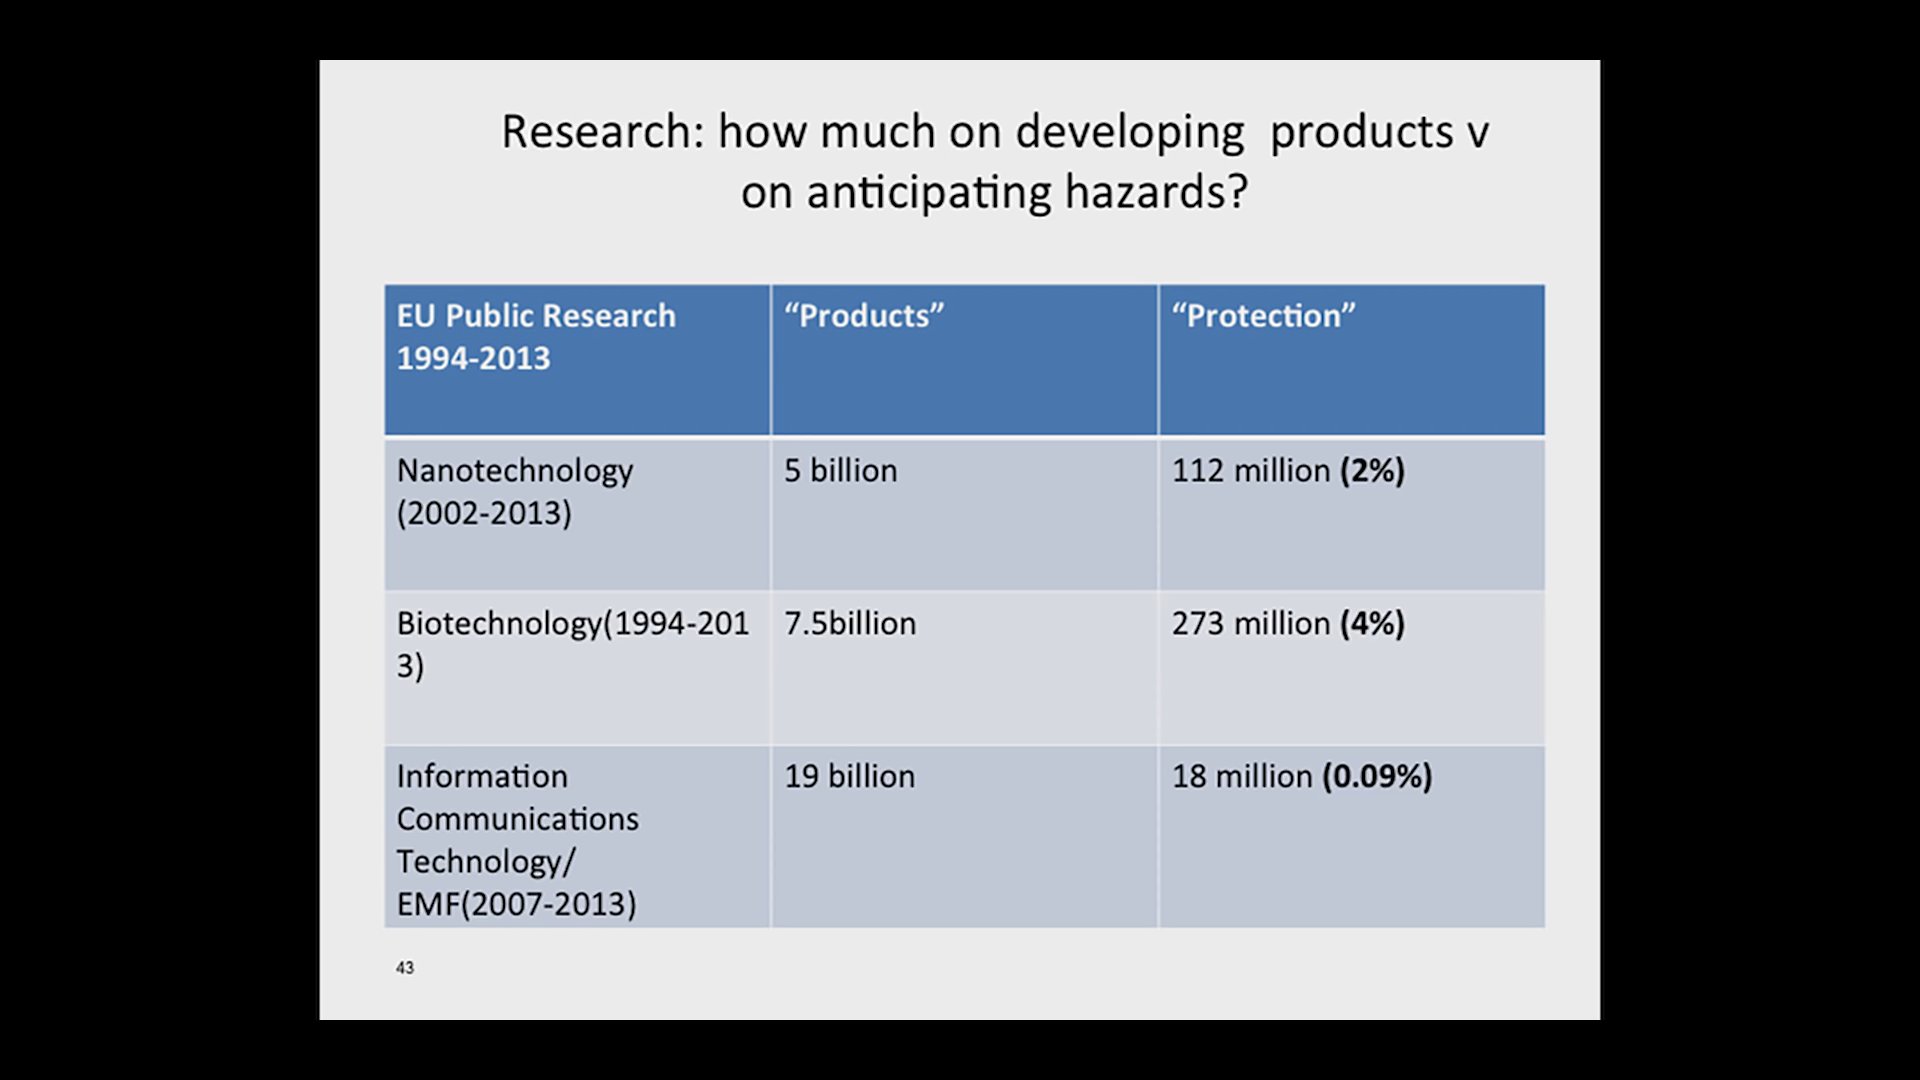 Research: how much on developing  products v
on anticipating hazards?
EU Public Research
1994-2013
“Products”
“Protection”
Nanotechnology
(2002-2013)
5 billion
112 million (2%)
Biotechnology(1994-201
3)
7.5billion
273 million (4%)
Information
Communications
Technology/
EMF(2007-2013)
19 billion
18 million (0.09%)
43